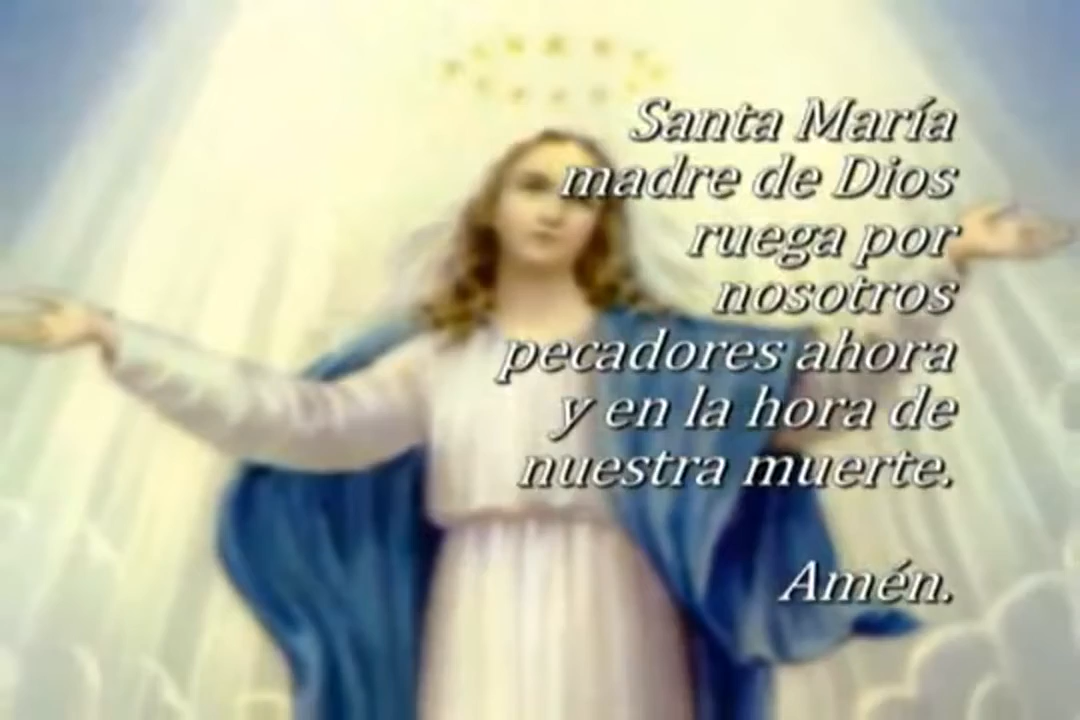 Santa María
madre de Dios
ruega por
nosotros
pecadores ahora
y en la hora de
nuestra muerte.
Amén.